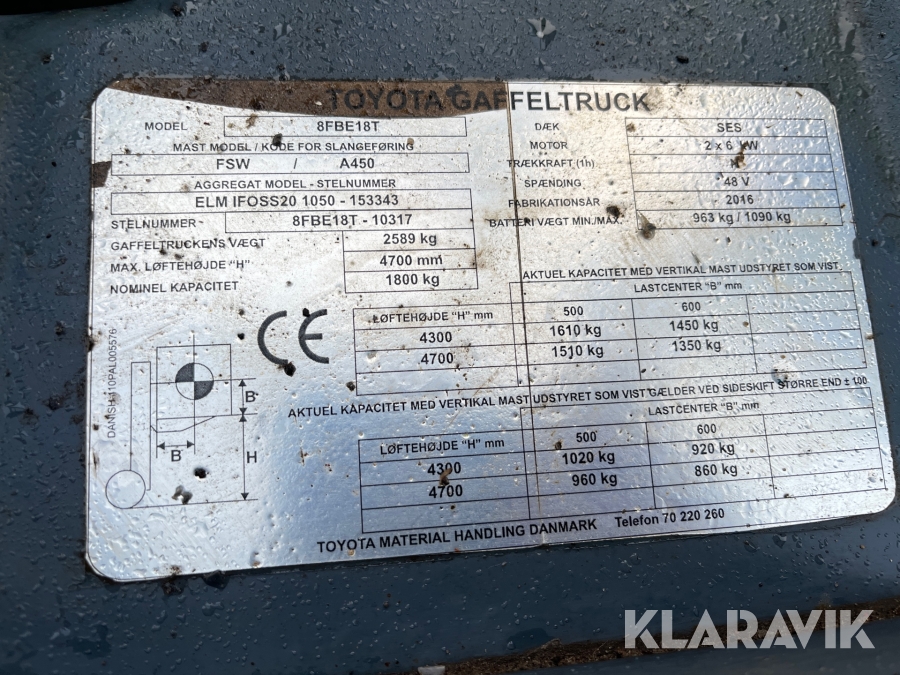 TOYOTA GAFFELTRUCK
MODEL 8FBE18T
MAST MODEL / KODE FOR SLANGEFØRING
FSW / A450
AGGREGAT MODEL - STELNUMMER
ELM IFOSS20 1050 - 153343
STELNUMMER 8FBE18T - 10317
GAFFELTRUCKENS VÆGT 2589 kg
MAX. LØFTEHØJDE "H" 4700 mm
NOMINEL KAPACITET 1800 kg
DÆK SES
MOTOR 2 x 6 kW
TRÆKKRAFT (1h) N
SPÆNDING 48 V
FABRIKATIONSÅR 2016
BATTERI VÆGT MIN./MAX. 963 kg / 1090 kg
AKTUEL KAPACITET MED VERTIKAL MAST UDSTYRET SOM VIST
LASTCENTER "B" mm
LØFTEHØJDE "H" mm 500 600
4300 1610 kg 1450 kg
4700 1510 kg 1350 kg
AKTUEL KAPACITET MED VERTIKAL MAST UDSTYRET SOM VIST GÆLDER VED SIDESKIFT STØRRE END ± 100
LASTCENTER "B" mm
LØFTEHØJDE "H" mm 500 600
4300 1020 kg 920 kg
4700 960 kg 860 kg
B
B
H
DANISH-110PAL005576
TOYOTA MATERIAL HANDLING DANMARK Telefon 70 220 260
CE
KLARAVIK